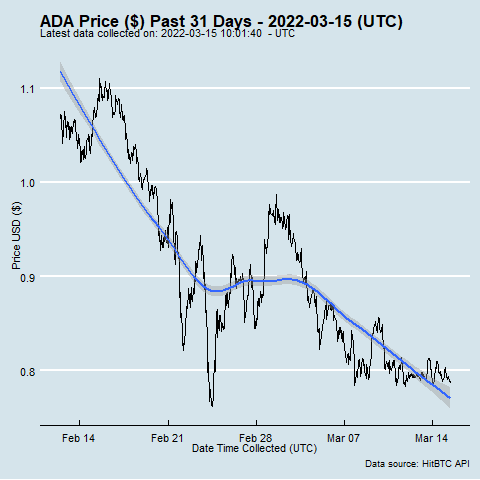 ADA Price ($) Past 31 Days - 2022-03-15 (UTC)
Latest data collected on: 2022-03-15 10:01:40 - UTC
1.1
1.0
0.9
0.8
Price USD ($)
Feb 14 Feb 21 Feb 28 Mar 07 Mar 14
Date Time Collected (UTC)
Data source: HitBTC API